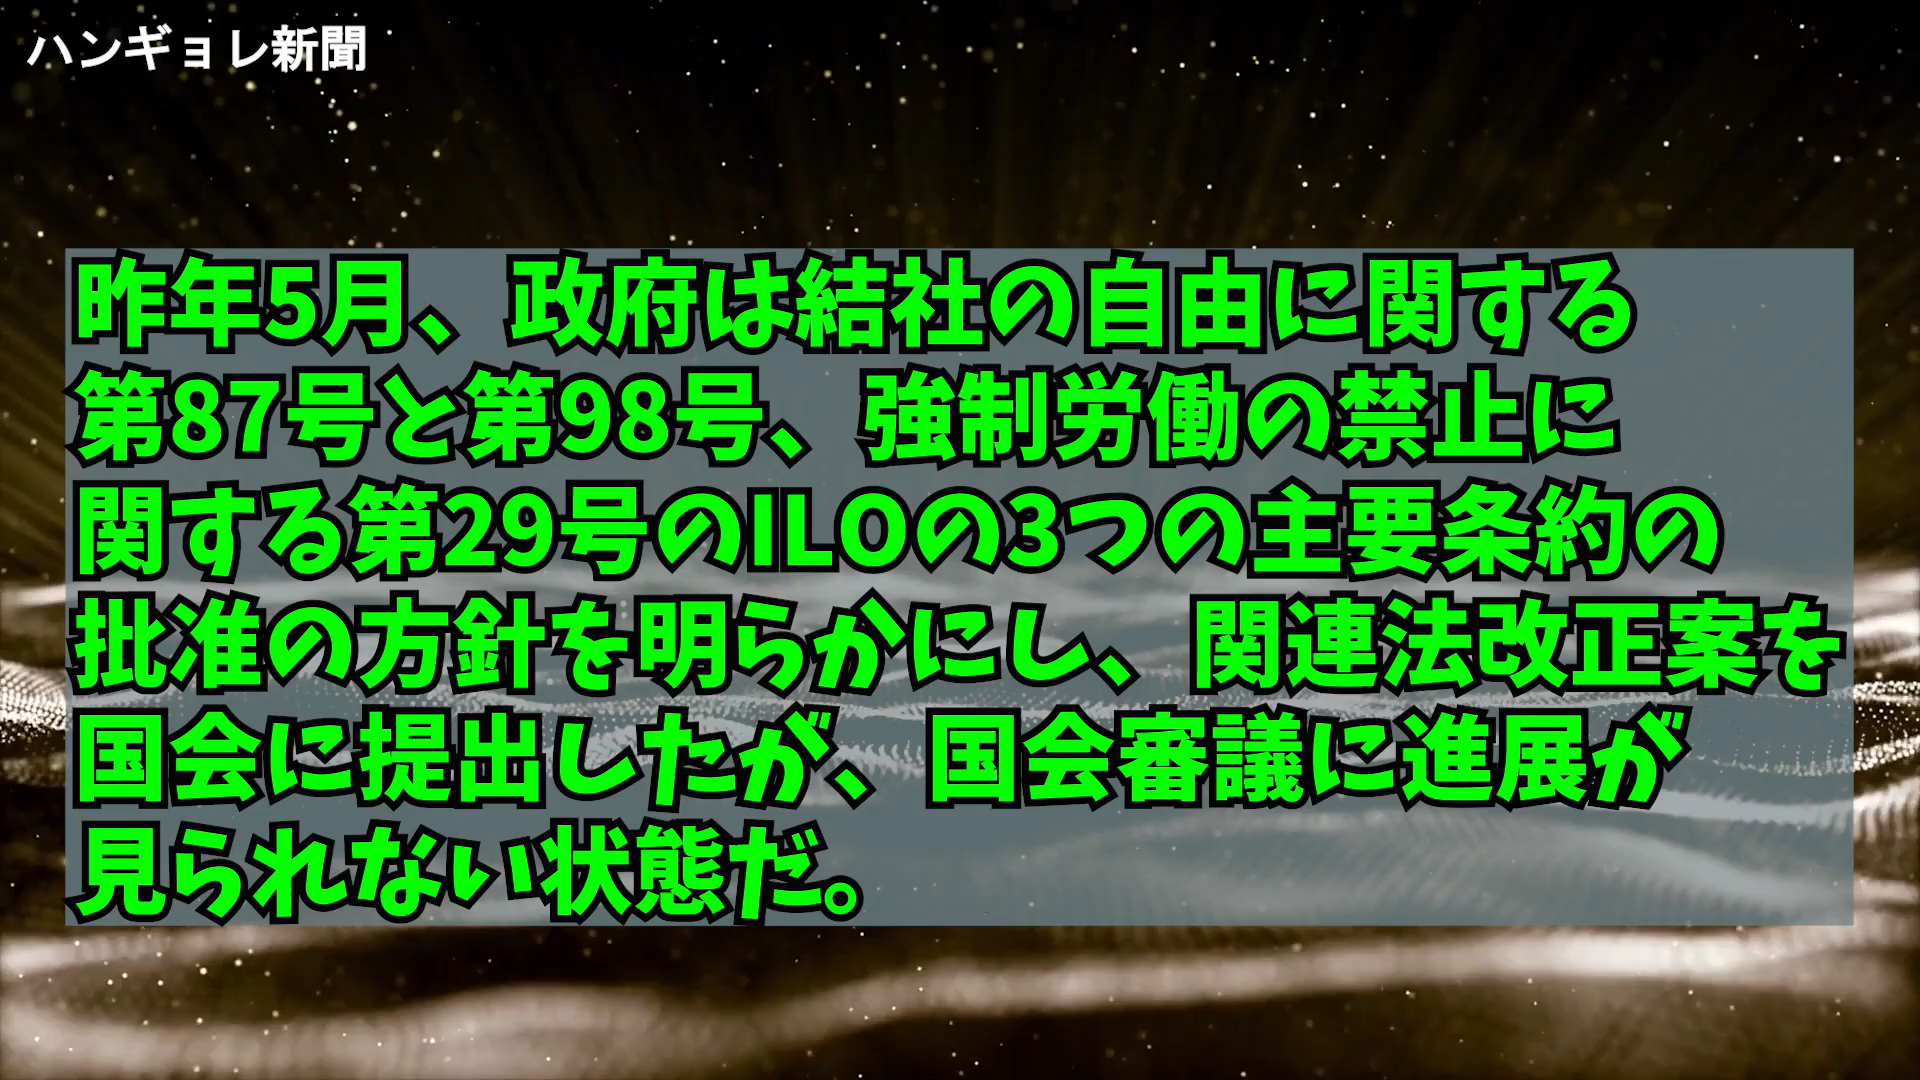 ハンギョレ新聞
昨年5月、政府は結社の自由に関する
第87号と第98号、強制労働の禁止に
関する第29号のILOの3つの主要条約の
批准の方針を明らかにし、関連法改正案を
国会に提出したが、国会審議に進展が
見られない状態だ。